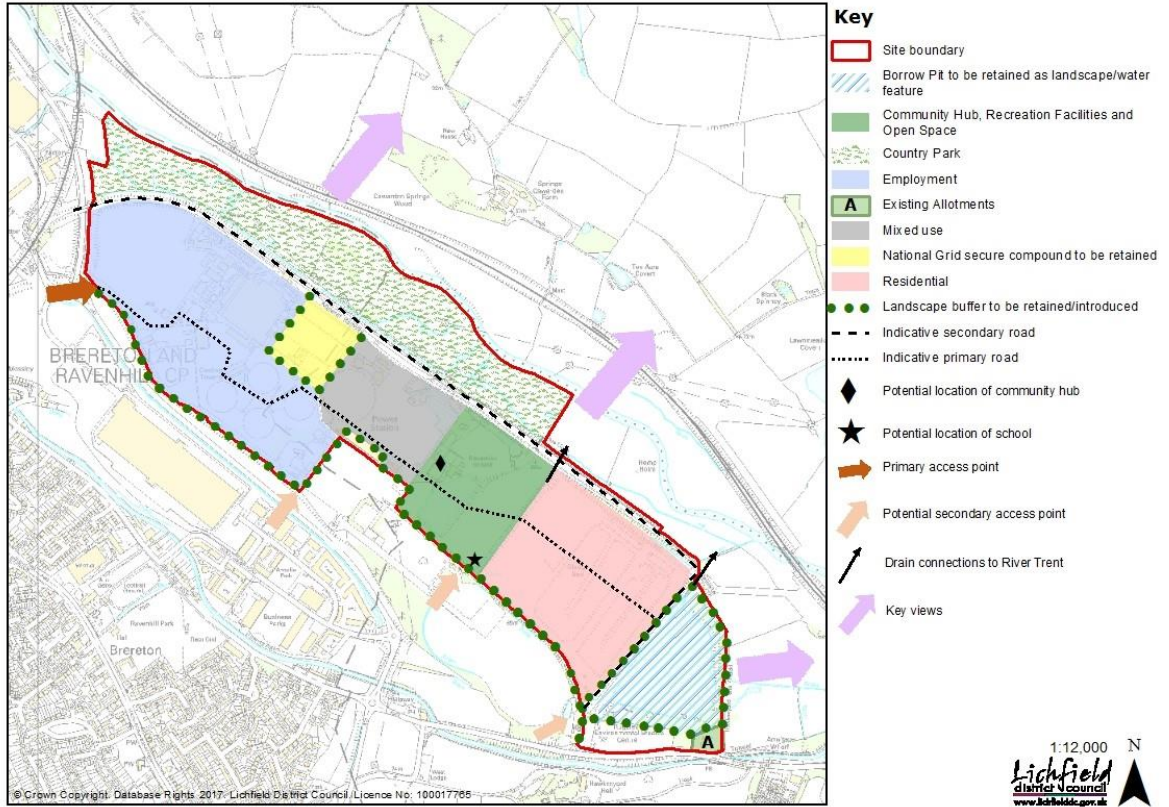 Key
Site boundary
Borrow Pit to be retained as landscape/water
feature
Community Hub, Recreation Facilities and
Open Space
Country Park
Employment
A
Existing Allotments
Mixed use
National Grid secure compound to be retained
Residential
Landscape buffer to be retained/introduced
Indicative secondary road
Indicative primary road
Potential location of community hub
Potential location of school
Primary access point
Potential secondary access point
Drain connections to River Trent
Key views
1:12,000
N
Lichfield
district council
www.lichfielddc.gov.uk
BRERETON AND
RAVENHILL CP
Power
Station
Ravenhill Park
Brereton
A
© Crown Copyright. Database Rights 2017. Lichfield District Council. Licence No: 100017765